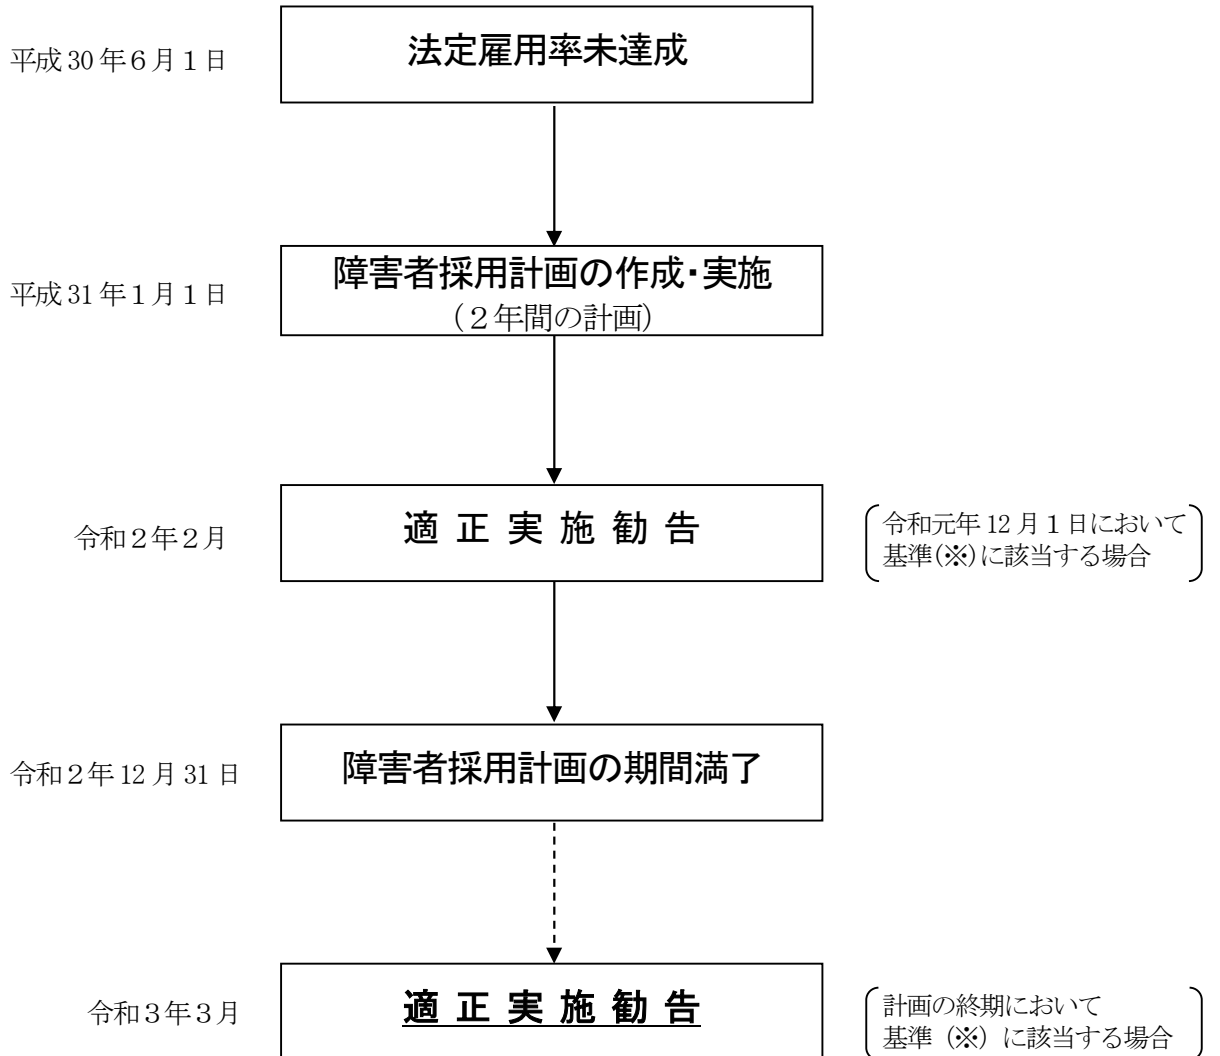 平成30年6月1日
法定雇用率未達成
平成31年1月1日
障害者採用計画の作成・実施
（２年間の計画）
令和２年２月
適 正 実 施 勧 告
令和元年12月１日において
基準(※)に該当する場合
令和２年12月31日
障害者採用計画の期間満了
令和３年３月
適 正 実 施 勧 告
計画の終期において
基準（※）に該当する場合